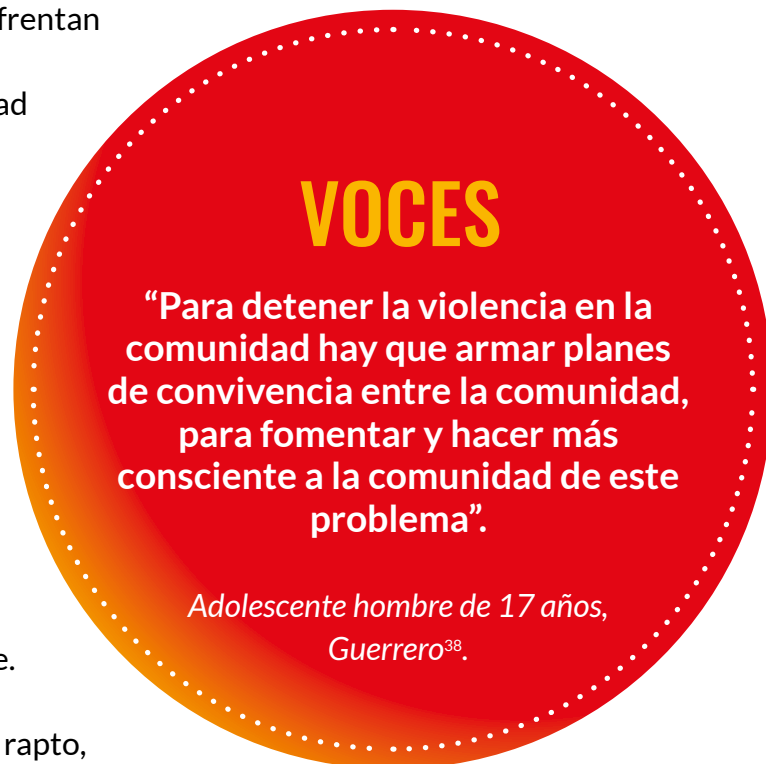 frentan
ad
VOCES
“Para detener la violencia en la
comunidad hay que armar planes
de convivencia entre la comunidad,
para fomentar y hacer más
consciente a la comunidad de este
problema”.
Adolescente hombre de 17 años,
Guerrero³⁸.
e.
rapto,